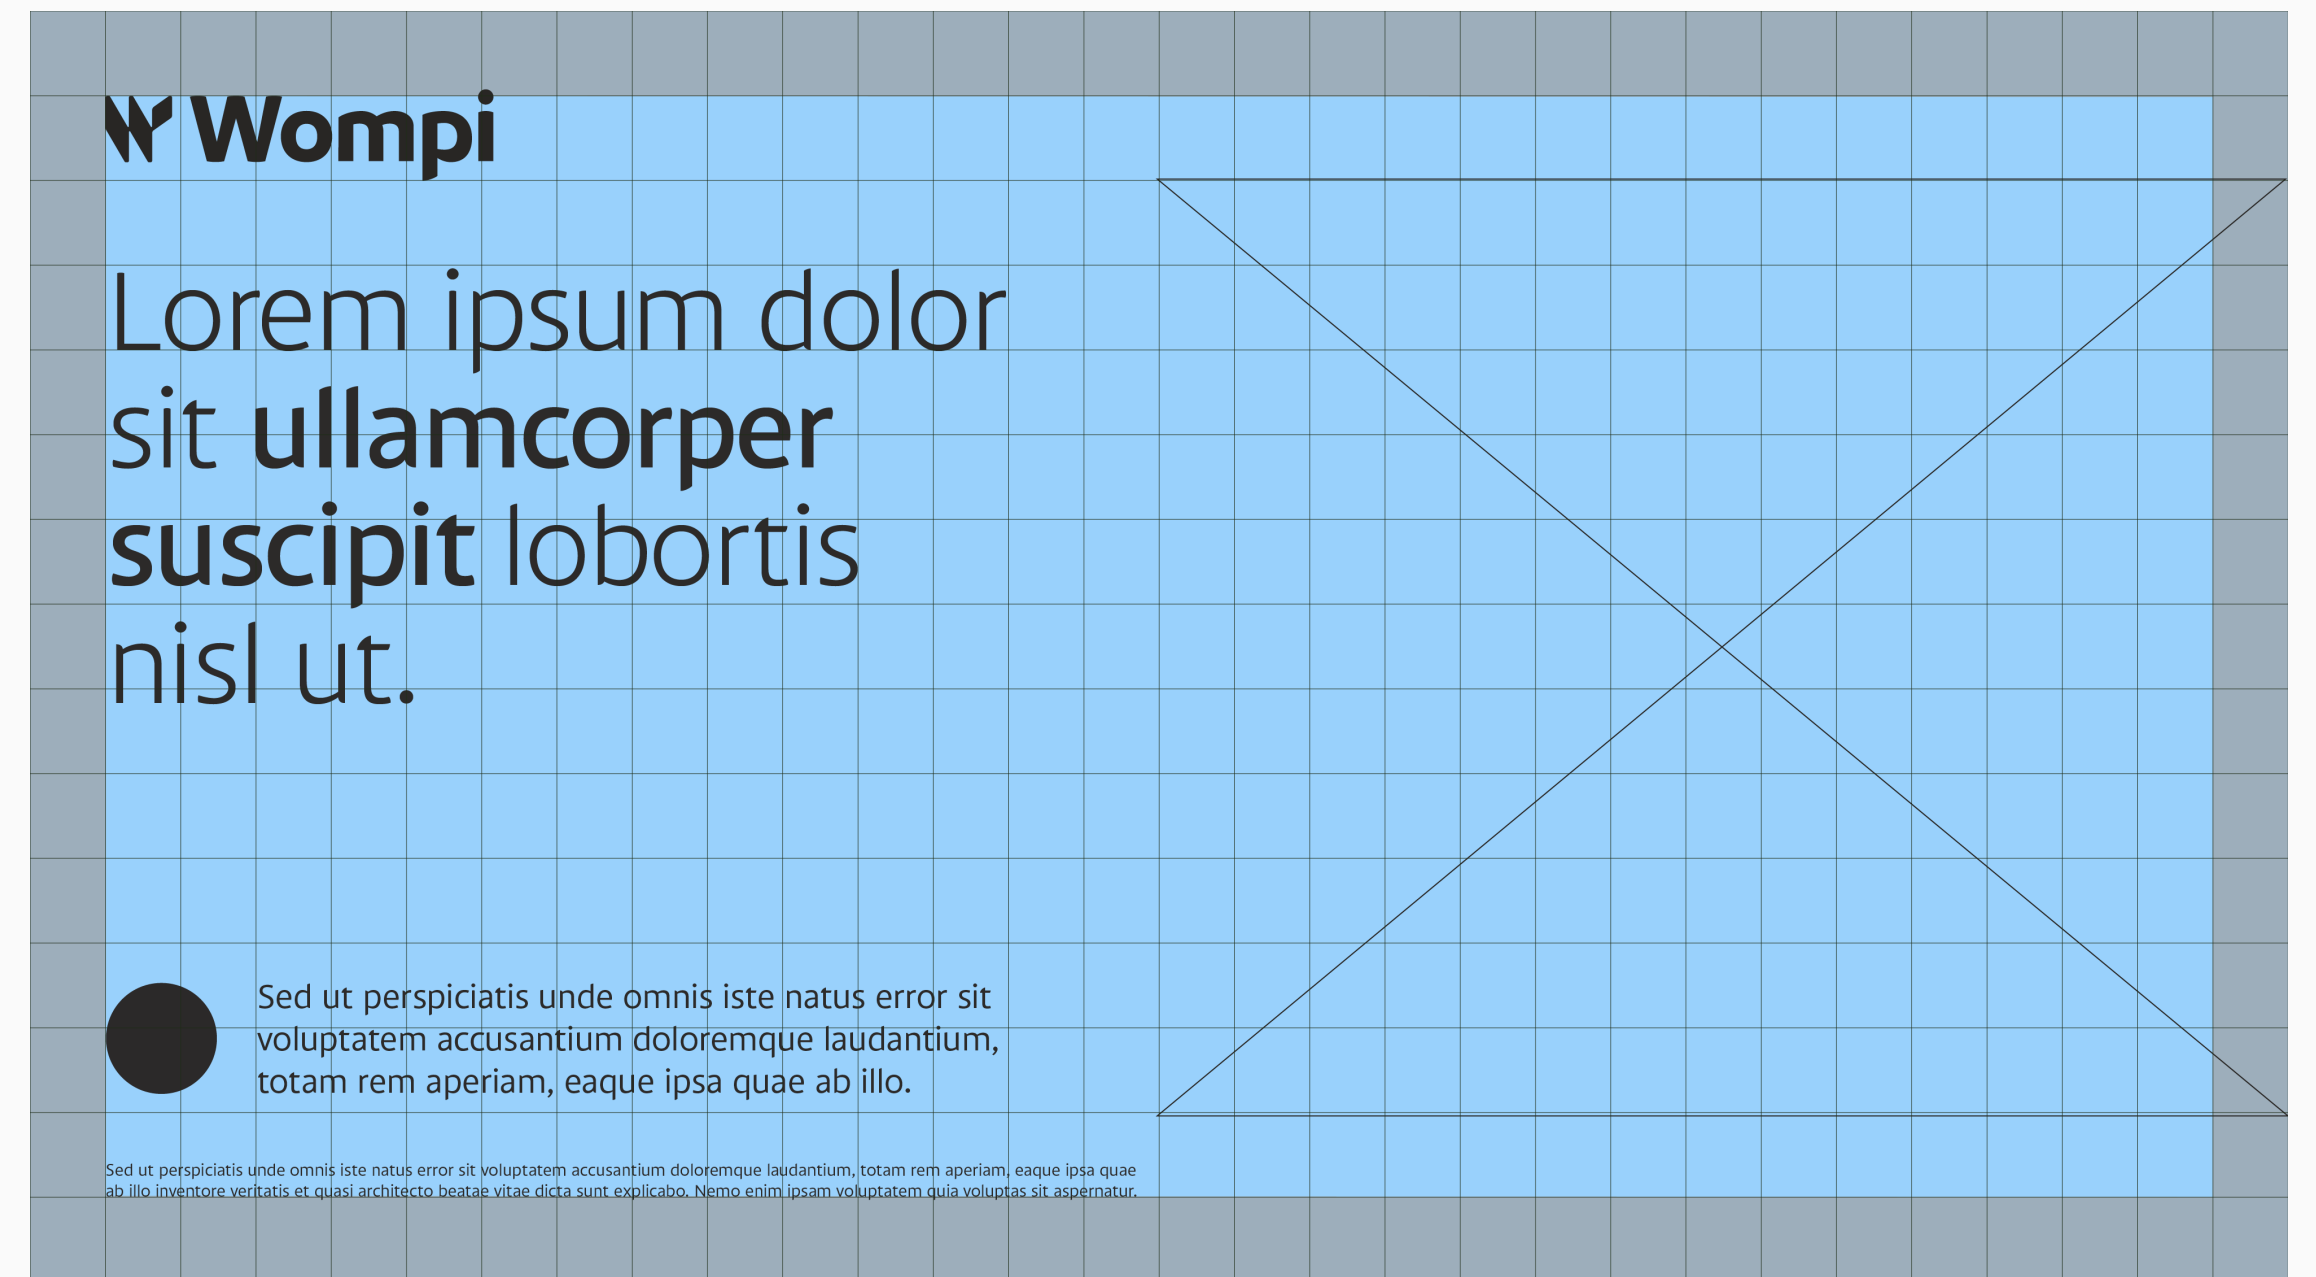 Wompi
Lorem ipsum dolor
sit ullamcorper
suscipit lobortis
nisl ut.
Sed ut perspiciatis unde omnis iste natus error sit
voluptatem accusantium doloremque laudantium,
totam rem aperiam, eaque ipsa quae ab illo.
Sed ut perspiciatis unde omnis iste natus error sit voluptatem accusantium doloremque laudantium, totam rem aperiam, eaque ipsa quae
ab illo inventore veritatis et quasi architecto beatae vitae dicta sunt explicabo. Nemo enim ipsam voluptatem quia voluptas sit aspernatur.